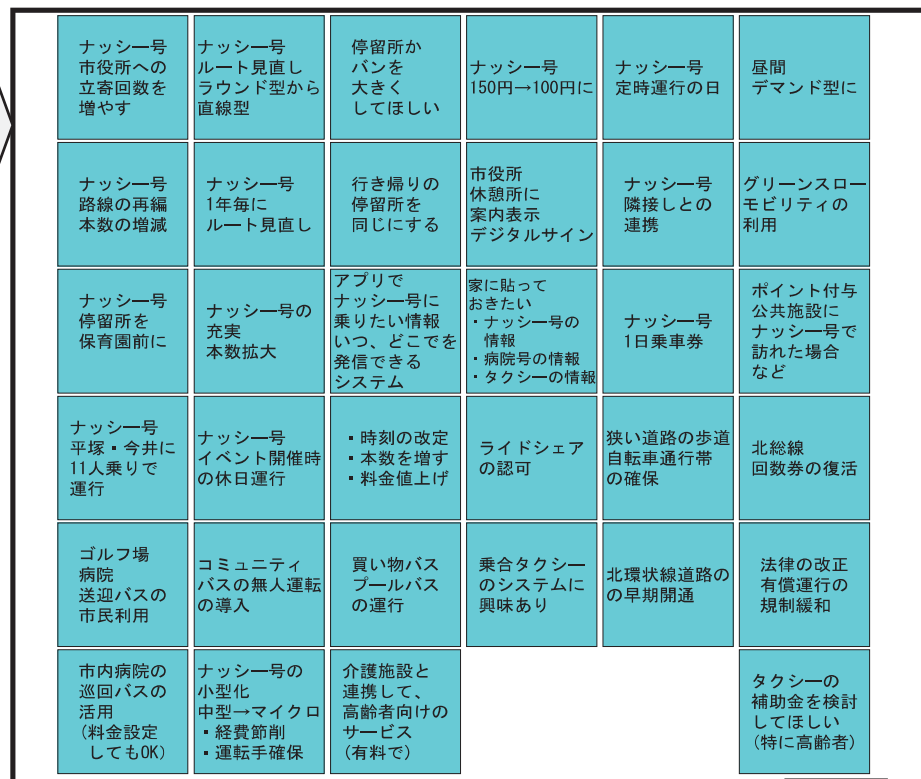 ナッシー号
市役所への
立寄回数を
増やす
ナッシー号
ルート見直し
ラウンド型から
直線型
停留所か
バンを
大きく
してほしい
ナッシー号
150円→100円に
ナッシー号
定時運行の日
昼間
デマンド型に
ナッシー号
路線の再編
本数の増減
ナッシー号
1年毎に
ルート見直し
行き帰りの
停留所を
同じにする
市役所
休憩所に
案内表示
デジタルサイン
ナッシー号
隣接しとの
連携
グリーンスロー
モビリティの
利用
ナッシー号
停留所を
保育園前に
ナッシー号の
充実
本数拡大
アプリで
ナッシー号に
乗りたい情報
いつ、どこでを
発信できる
システム
家に貼って
おきたい
・ナッシー号の
情報
・病院号の情報
・タクシーの情報
ナッシー号
1日乗車券
ポイント付与
公共施設に
ナッシー号で
訪れた場合
など
ナッシー号
平塚・今井に
11人乗りで
運行
ナッシー号
イベント開催時
の休日運行
・時刻の改定
・本数を増す
・料金値上げ
ライドシェア
の認可
狭い道路の歩道
自転車通行帯
の確保
北総線
回数券の復活
ゴルフ場
病院
送迎バスの
市民利用
コミュニティ
バスの無人運転
の導入
買い物バス
プールバス
の運行
乗合タクシー
のシステムに
興味あり
北環状線道路の
の早期開通
法律の改正
有償運行の
規制緩和
市内病院の
巡回バスの
活用
(料金設定
してもOK)
ナッシー号の
小型化
中型→マイクロ
・経費節削
・運転手確保
介護施設と
連携して、
高齢者向けの
サービス
(有料で)
タクシーの
補助金を検討
してほしい
(特に高齢者)